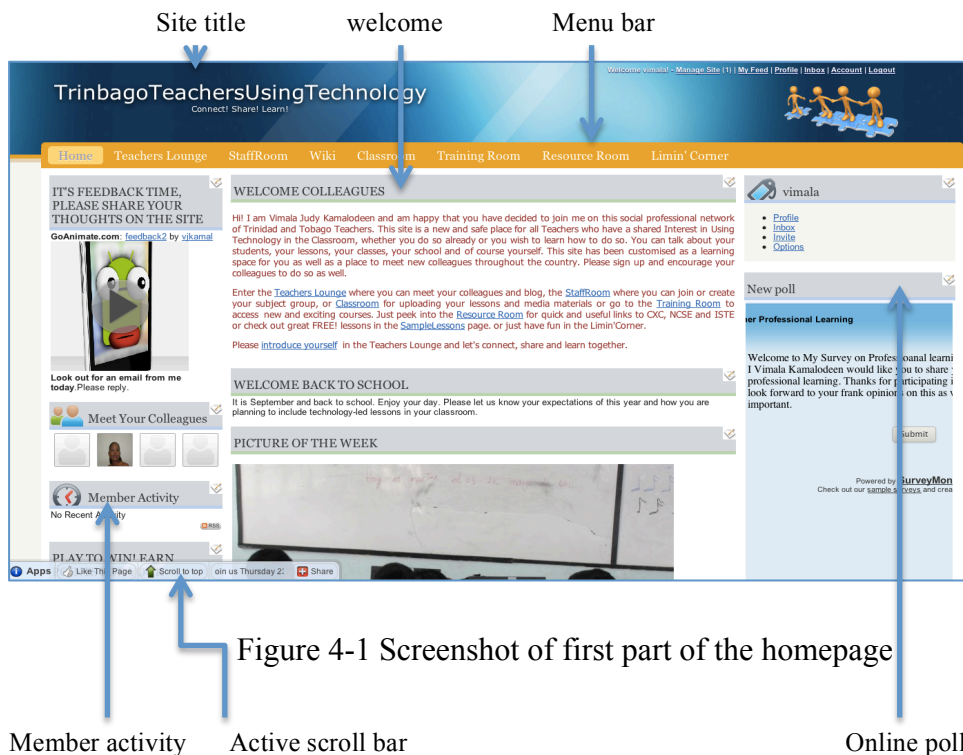 Site title welcome Menu bar
Welcome vimala! - Manage Site (1) | My Feed | Profile | Inbox | Account | Logout
TrinbagoTeachersUsingTechnology
Connect! Share! Learn!
Home Teachers Lounge StaffRoom Wiki Classroom Training Room Resource Room Limin' Corner
IT'S FEEDBACK TIME,
PLEASE SHARE YOUR
THOUGHTS ON THE SITE
GoAnimate.com: feedback2 by vjkamal
Look out for an email from me
today.Please reply.
Meet Your Colleagues
Member Activity
No Recent Activity
RSS
PLAY TO WIN! EARN
WELCOME COLLEAGUES
Hi! I am Vimala Judy Kamalodeen and am happy that you have decided to join me on this social professional network
of Trinidad and Tobago Teachers. This site is a new and safe place for all Teachers who have a shared Interest in Using
Technology in the Classroom, whether you do so already or you wish to learn how to do so. You can talk about your
students, your lessons, your classes, your school and of course yourself. This site has been customised as a learning
space for you as well as a place to meet new colleagues throughout the country. Please sign up and encourage your
colleagues to do so as well.
Enter the Teachers Lounge where you can meet your colleagues and blog, the StaffRoom where you can join or create
your subject group, or Classroom for uploading your lessons and media materials or go to the Training Room to
access new and exciting courses. Just peek into the Resource Room for quick and useful links to CXC, NCSE and ISTE
or check out great FREE! lessons in the SampleLessons page. or just have fun in the Limin'Corner.
Please introduce yourself in the Teachers Lounge and let's connect, share and learn together.
WELCOME BACK TO SCHOOL
It is September and back to school. Enjoy your day. Please let us know your expectations of this year and how you are
planning to include technology-led lessons in your classroom.
PICTURE OF THE WEEK
vimala
Profile
Inbox
Invite
Options
New poll
er Professional Learning
Welcome to My Survey on Professoanal learni
I Vimala Kamalodeen would like you to share
professional learning. Thanks for participating i
look forward to your frank opinions on this as
important.
Submit
Powered by SurveyMon
Check out our sample surveys and crea
Apps Like This Page Scroll to top oin us Thursday 2 Share
Figure 4-1 Screenshot of first part of the homepage
Member activity Active scroll bar Online poll